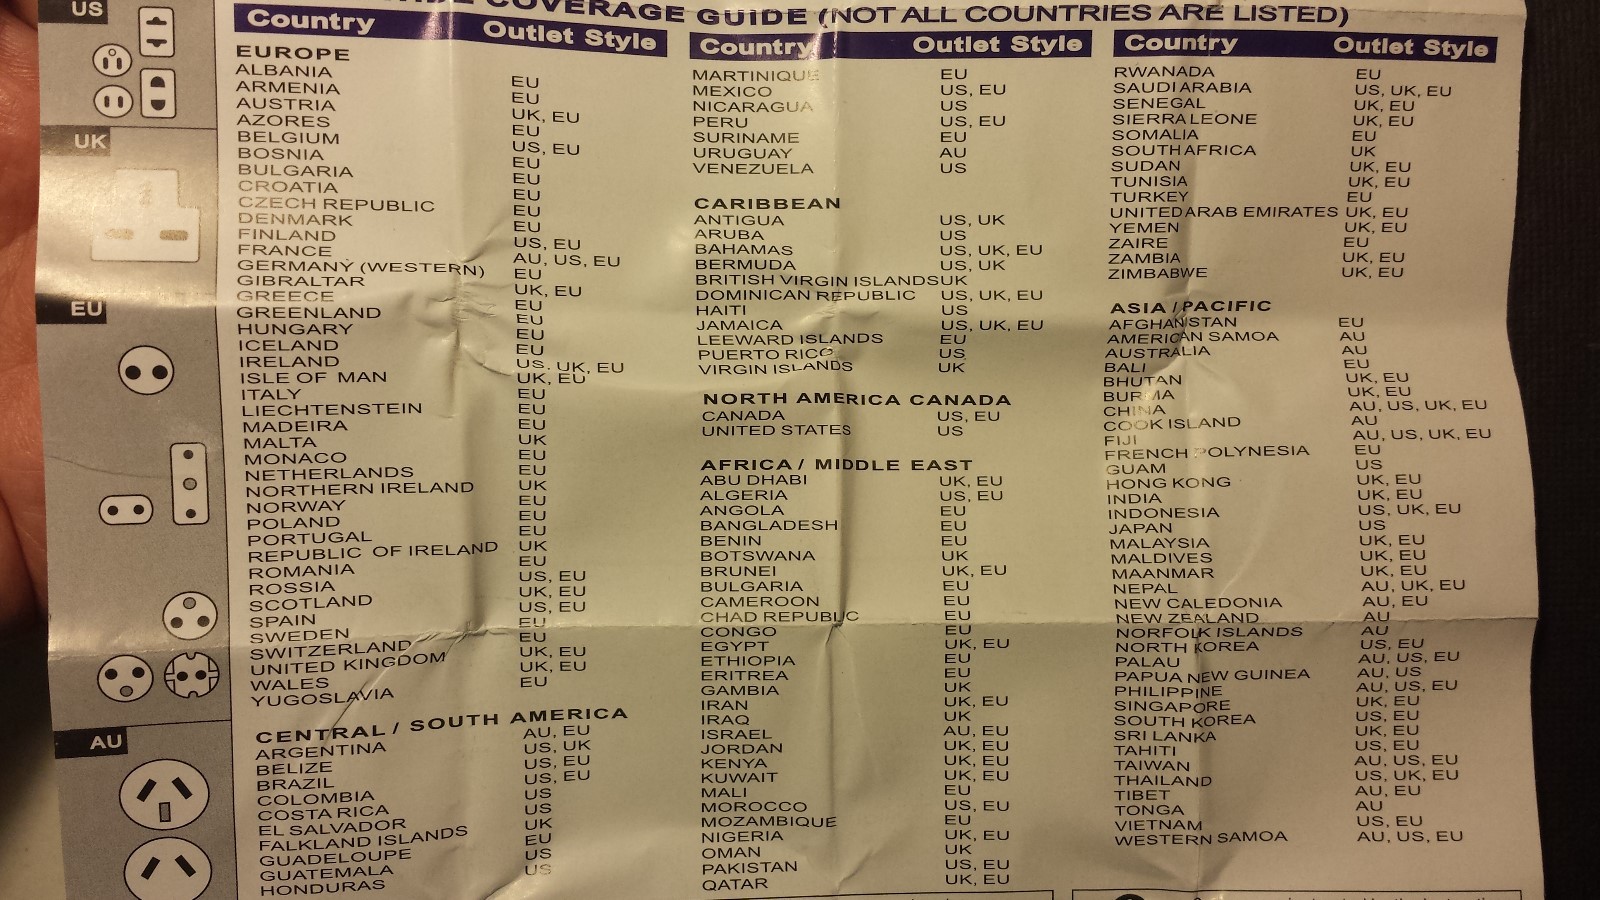 US
UK
EU
AU
COVERAGE GUIDE (NOT ALL COUNTRIES ARE LISTED)
Country Outlet Style
EUROPE
ALBANIA EU
ARMENIA EU
AUSTRIA UK, EU
AZORES EU
BELGIUM US, EU
BOSNIA EU
BULGARIA EU
CROATIA EU
CZECH REPUBLIC EU
DENMARK EU
FINLAND US, EU
FRANCE AU, US, EU
GERMANY (WESTERN) EU
GIBRALTAR UK, EU
GREECE EU
GREENLAND EU
HUNGARY EU
ICELAND EU
IRELAND US. UK, EU
ISLE OF MAN UK, EU
ITALY EU
LIECHTENSTEIN EU
MADEIRA EU
MALTA UK
MONACO EU
NETHERLANDS EU
NORTHERN IRELAND UK
NORWAY EU
POLAND EU
PORTUGAL EU
REPUBLIC OF IRELAND UK
ROMANIA EU
ROSSIA US, EU
SCOTLAND UK, EU
SPAIN US, EU
SWEDEN EU
SWITZERLAND EU
UNITED KINGDOM UK, EU
WALES UK, EU
YUGOSLAVIA EU
CENTRAL / SOUTH AMERICA
ARGENTINA AU, EU
BELIZE US, UK
BRAZIL US, EU
COLOMBIA US, EU
COSTA RICA US
EL SALVADOR US
FALKLAND ISLANDS UK
GUADELOUPE EU
GUATEMALA US
HONDURAS US
Country Outlet Style
MARTINIQUE EU
MEXICO US, EU
NICARAGUA US
PERU US, EU
SURINAME EU
URUGUAY AU
VENEZUELA US
CARIBBEAN
ANTIGUA US, UK
ARUBA US
BAHAMAS US, UK, EU
BERMUDA US, UK
BRITISH VIRGIN ISLANDS UK
DOMINICAN REPUBLIC US, UK, EU
HAITI US
JAMAICA US, UK, EU
LEEWARD ISLANDS EU
PUERTO RICO US
VIRGIN ISLANDS UK
NORTH AMERICA CANADA
CANADA US, EU
UNITED STATES US
AFRICA / MIDDLE EAST
ABU DHABI UK, EU
ALGERIA US, EU
ANGOLA EU
BANGLADESH EU
BENIN EU
BOTSWANA UK
BRUNEI UK, EU
BULGARIA EU
CAMEROON EU
CHAD REPUBLIC EU
CONGO EU
EGYPT UK, EU
ETHIOPIA EU
ERITREA EU
GAMBIA UK
IRAN UK, EU
IRAQ UK
ISRAEL AU, EU
JORDAN UK, EU
KENYA UK, EU
KUWAIT UK, EU
MALI EU
MOROCCO US, EU
MOZAMBIQUE EU
NIGERIA UK, EU
OMAN UK
PAKISTAN US, EU
QATAR UK, EU
Country Outlet Style
RWANADA EU
SAUDI ARABIA US, UK, EU
SENEGAL UK, EU
SIERRA LEONE UK, EU
SOMALIA EU
SOUTH AFRICA UK
SUDAN UK, EU
TUNISIA UK, EU
TURKEY EU
UNITED ARAB EMIRATES UK, EU
YEMEN UK, EU
ZAIRE EU
ZAMBIA UK, EU
ZIMBABWE UK, EU
ASIA / PACIFIC
AFGHANISTAN EU
AMERICAN SAMOA AU
AUSTRALIA AU
BALI EU
BHUTAN UK, EU
BURMA UK, EU
CHINA AU, US, UK, EU
COOK ISLAND AU
FIJI AU, US, UK, EU
FRENCH POLYNESIA EU
GUAM US
HONG KONG UK, EU
INDIA UK, EU
INDONESIA US, UK, EU
JAPAN US
MALAYSIA UK, EU
MALDIVES UK, EU
MAANMAR UK, EU
NEPAL AU, UK, EU
NEW CALEDONIA AU, EU
NEW ZEALAND AU
NORFOLK ISLANDS AU
NORTH KOREA US, EU
PALAU AU, US, EU
PAPUA NEW GUINEA AU, US
PHILIPPINE AU, US, EU
SINGAPORE UK, EU
SOUTH KOREA US, EU
SRI LANKA UK, EU
TAHITI US, EU
TAIWAN AU, US, EU
THAILAND US, UK, EU
TIBET AU, EU
TONGA AU
VIETNAM US, EU
WESTERN SAMOA AU, US, EU